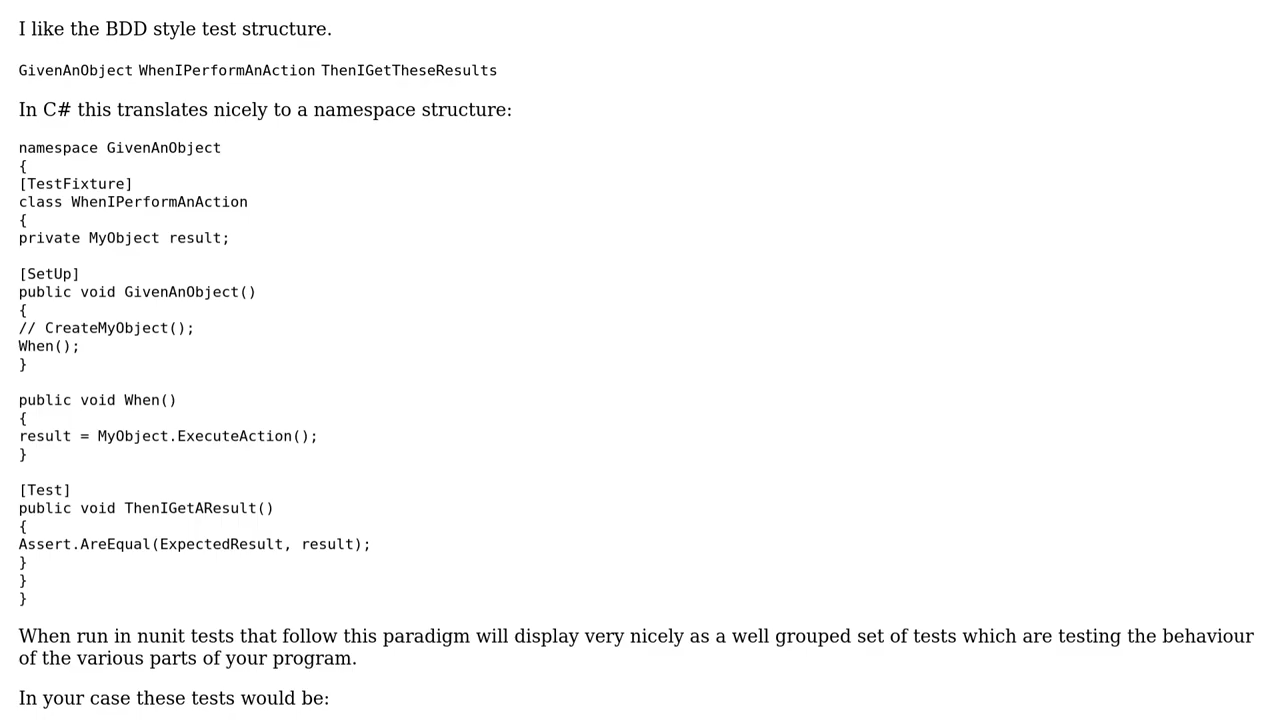 I like the BDD style test structure.
GivenAnObject WhenIPerformAnAction ThenIGetTheseResults
In C# this translates nicely to a namespace structure:
namespace GivenAnObject
{
[TestFixture]
class WhenIPerformAnAction
{
private MyObject result;
[SetUp]
public void GivenAnObject()
{
// CreateMyObject();
When();
}
public void When()
{
result = MyObject.ExecuteAction();
}
[Test]
public void ThenIGetAResult()
{
Assert.AreEqual(ExpectedResult, result);
}
}
}
When run in nunit tests that follow this paradigm will display very nicely as a well grouped set of tests which are testing the behaviour
of the various parts of your program.
In your case these tests would be: